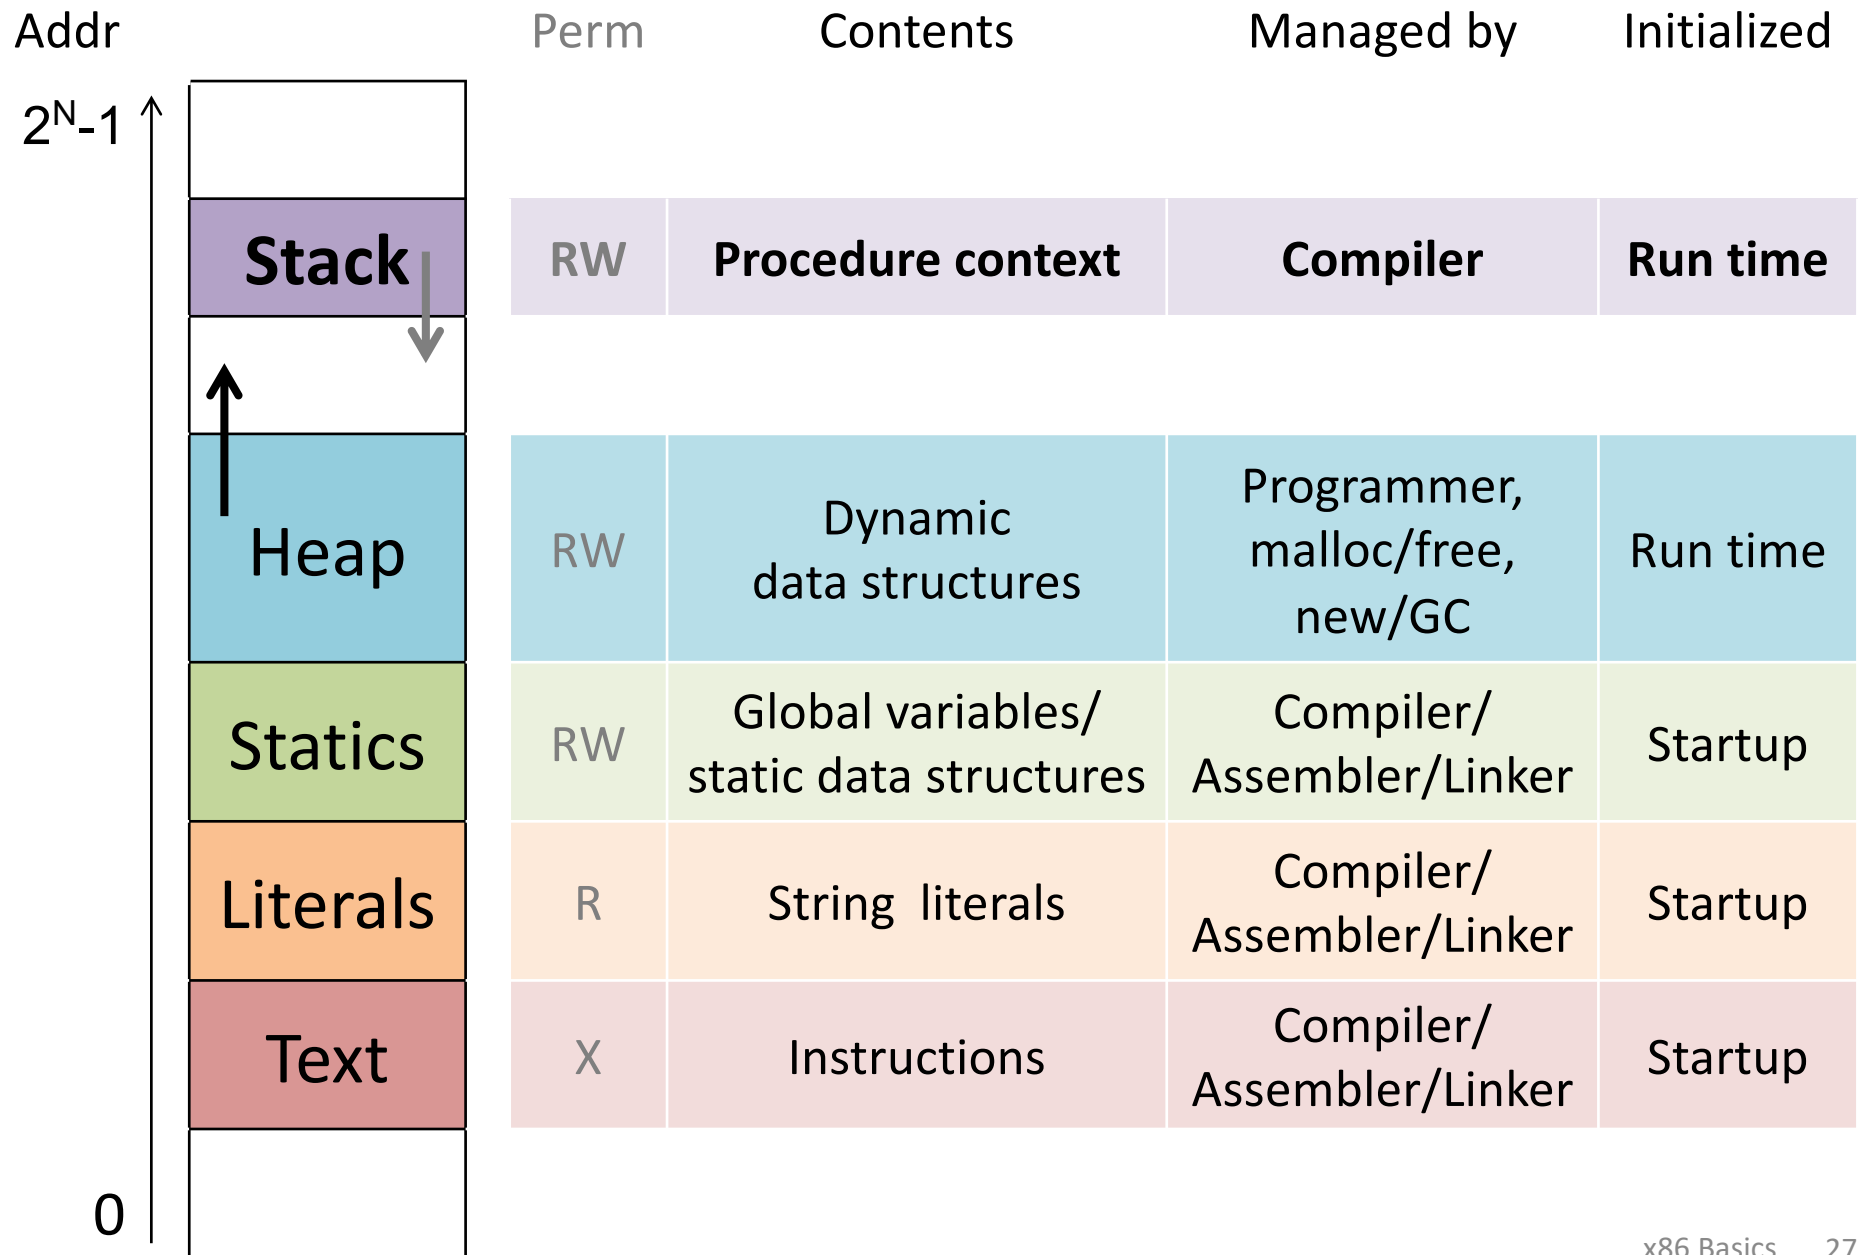 Addr Perm Contents Managed by Initialized
2ᴺ-1
Stack RW Procedure context Compiler Run time
Heap RW Dynamic
data structures Programmer,
malloc/free,
new/GC Run time
Statics RW Global variables/
static data structures Compiler/
Assembler/Linker Startup
Literals R String literals Compiler/
Assembler/Linker Startup
Text X Instructions Compiler/
Assembler/Linker Startup
0
x86 Basics 27